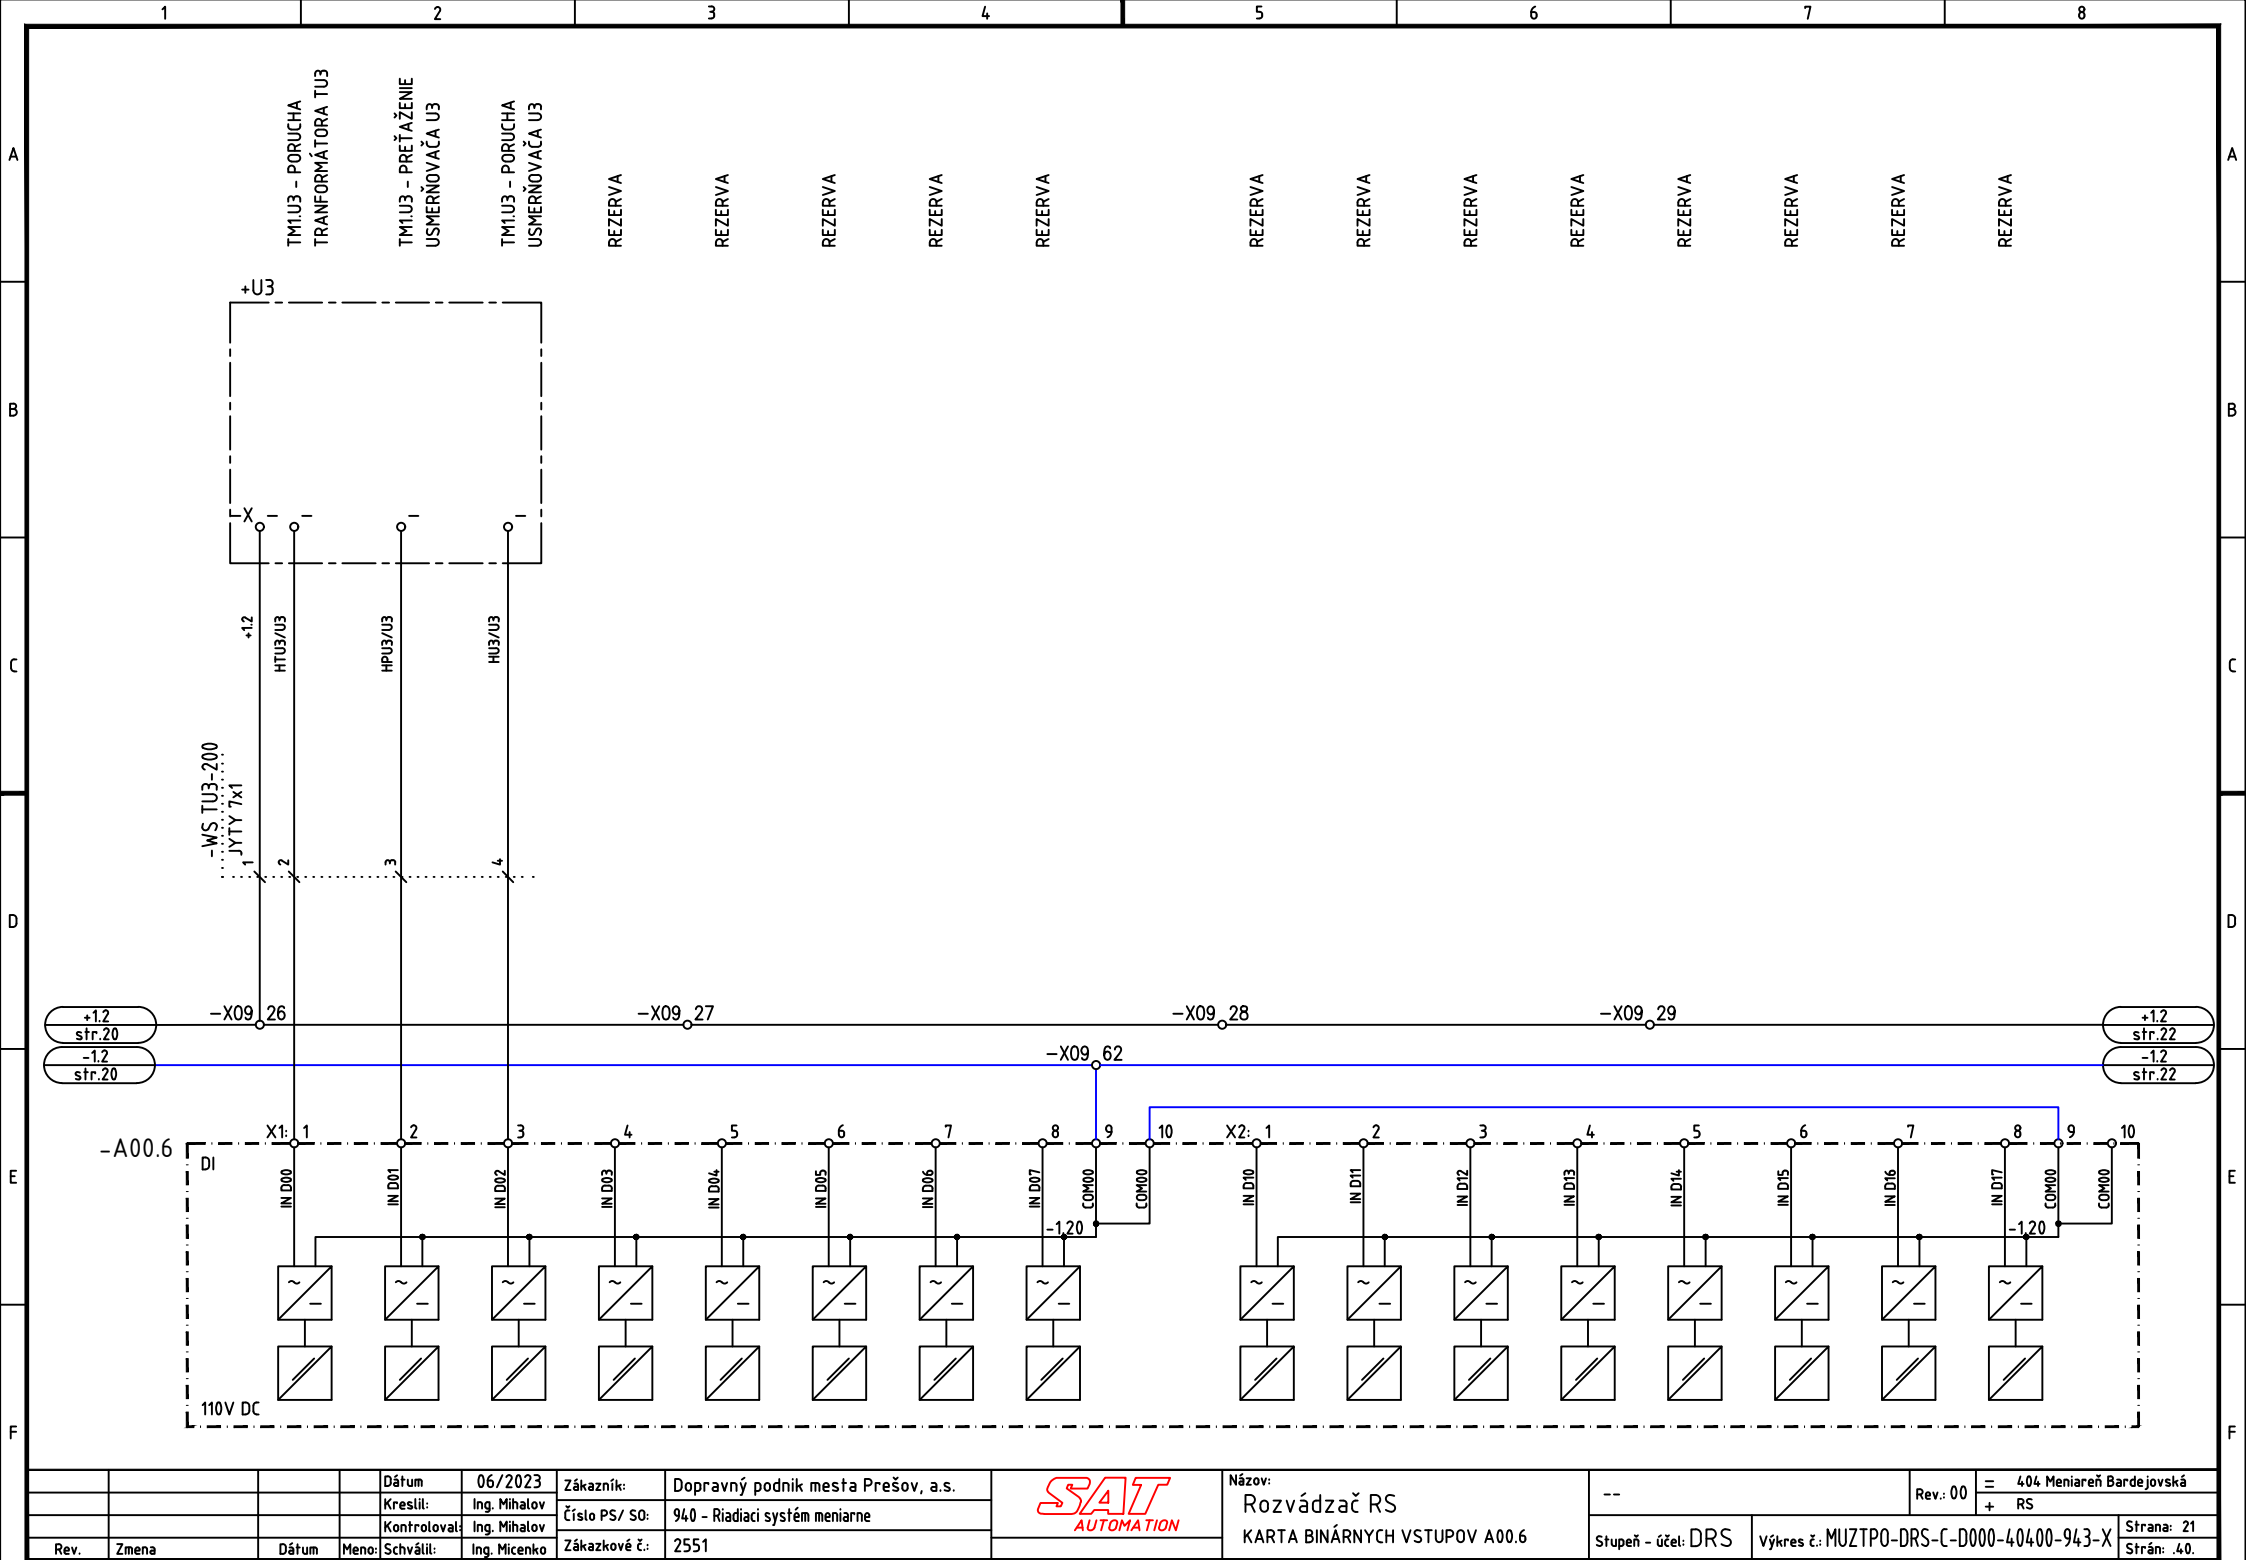 1 2 3 4 5 6 7 8
TM1.U3 - PORUCHA
TRANFORMÁTORA TU3
TM1.U3 - PREŤAŽENIE
USMERŇOVAČA U3
TM1.U3 - PORUCHA
USMERŇOVAČA U3
REZERVA
REZERVA
REZERVA
REZERVA
REZERVA
REZERVA
REZERVA
REZERVA
REZERVA
REZERVA
REZERVA
REZERVA
REZERVA
A A
+U3
B B
-X - - - -
+1.2
HTU3/U3
HPU3/U3
HU3/U3
C C
-WS TU3-200
JYTY 7x1
1 2 3 4
D D
+1.2
str.20
-X09 26
-X09 27
-X09 28
-X09 29
+1.2
str.22
-1.2
str.20
-X09 62
-1.2
str.22
-A00.6
X1: 1 2 3 4 5 6 7 8 9 10
X2: 1 2 3 4 5 6 7 8 9 10
DI
E E
IN D00
IN D01
IN D02
IN D03
IN D04
IN D05
IN D06
IN D07
COM00
COM00
IN D10
IN D11
IN D12
IN D13
IN D14
IN D15
IN D16
IN D17
COM00
COM00
-1.20
-1.20
110V DC
F F
Rev.
Zmena
Dátum
Meno:
Dátum 06/2023
Kreslil: Ing. Mihalov
Kontroloval: Ing. Mihalov
Schválil: Ing. Micenko
Zákazník: Dopravný podnik mesta Prešov, a.s.
Číslo PS/ SO: 940 - Riadiaci systém meniarne
Zákazkové č.: 2551
SAT
AUTOMATION
Názov:
Rozvádzač RS
KARTA BINÁRNYCH VSTUPOV A00.6
--
Rev.: 00
= 404 Meniareň Bardejovská
+ RS
Stupeň - účel: DRS
Výkres č.: MUZTPO-DRS-C-D000-40400-943-X
Strana: 21
Strán: .40.